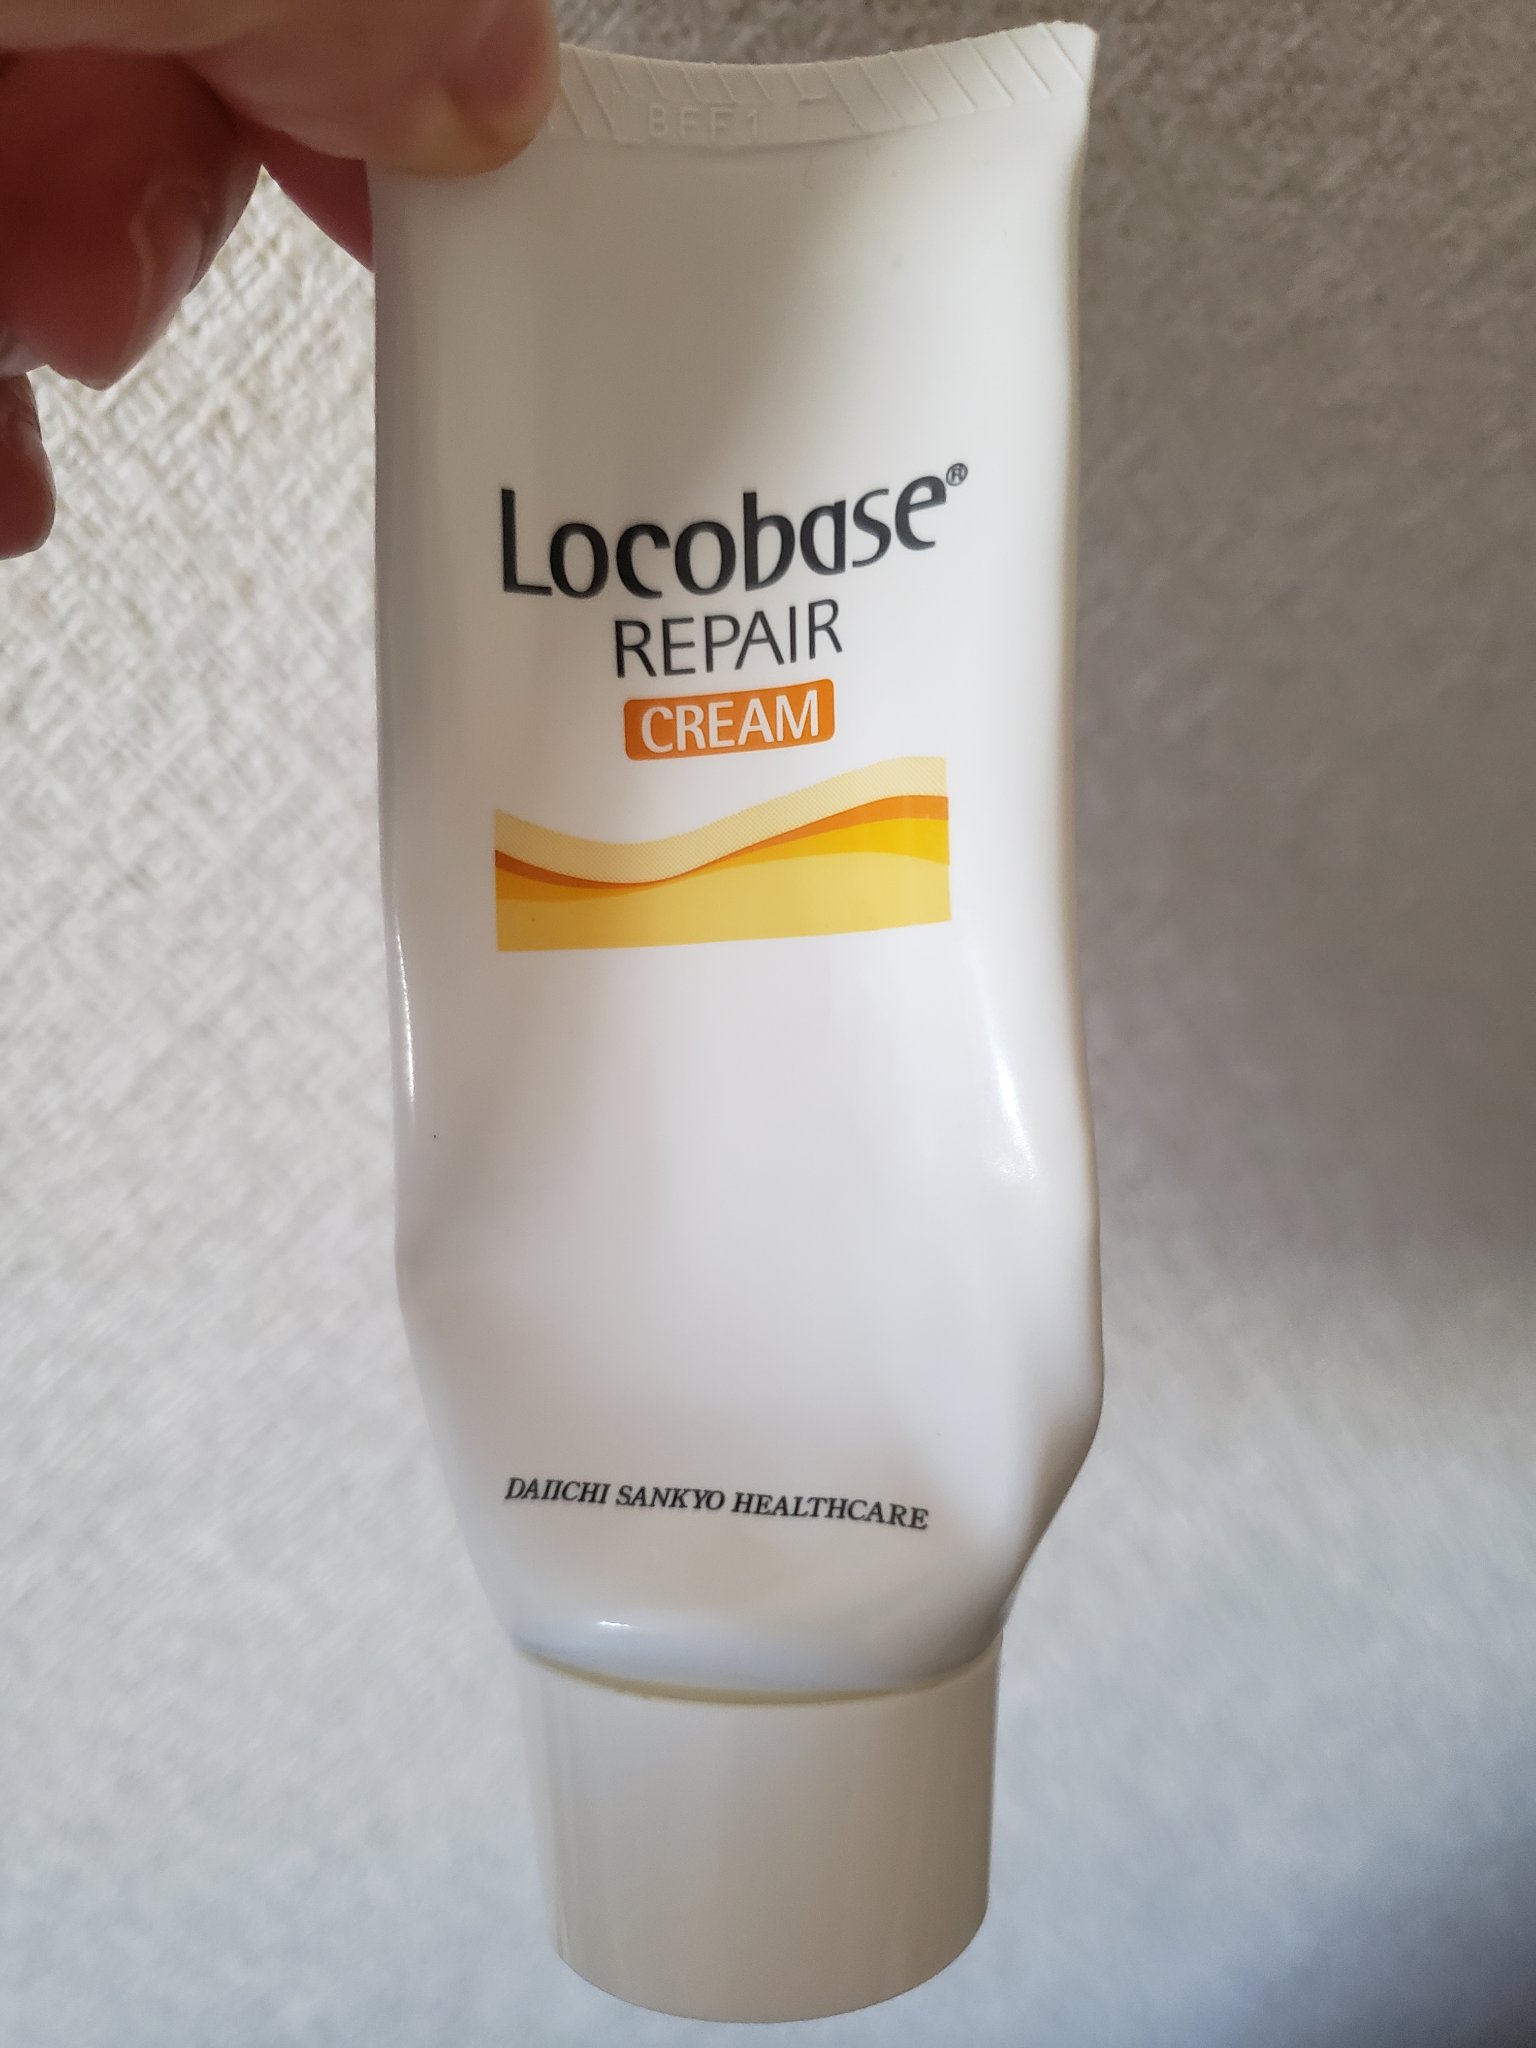 BFF1
Locobase®
REPAIR
CREAM
DAIICHI SANKYO HEALTHCARE